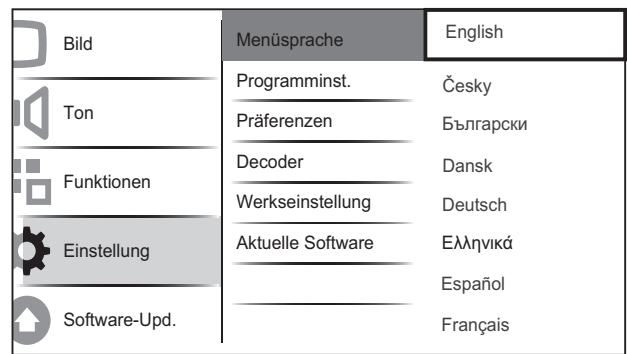 Bild
Ton
Funktionen
Einstellung
Software-Upd.
Menüsprache
Programminst.
Präferenzen
Decoder
Werkseinstellung
Aktuelle Software
English
Česky
Български
Dansk
Deutsch
Ελληνικά
Español
Français